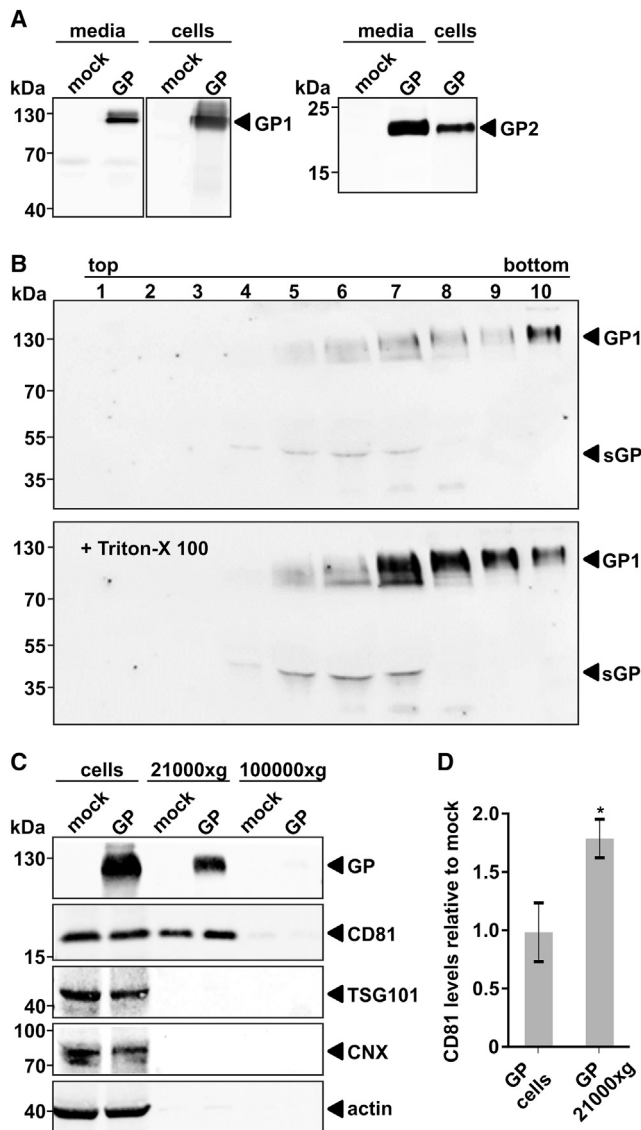 A
media cells
mock GP mock GP
kDa
130
70
40
GP1
media cells
mock GP GP
kDa
25
15
GP2
B
top bottom
kDa 1 2 3 4 5 6 7 8 9 10
130
70
55
35
GP1
sGP
+ Triton-X 100
130
70
55
35
GP1
sGP
C
cells 21000xg 100000xg
mock GP mock GP mock GP
kDa
130 GP
CD81
15
TSG101
40
100 CNX
70
40 actin
D
CD81 levels relative to mock
2.0
1.5
1.0
0.5
0
*
GP cells
GP 21000xg